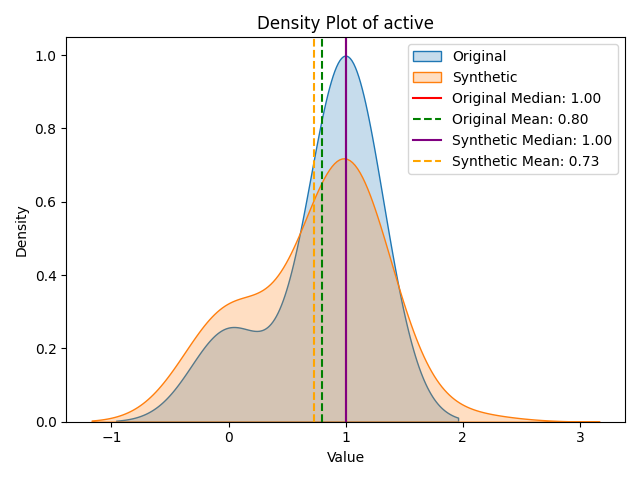 Density Plot of active
Original
Synthetic
Original Median: 1.00
Original Mean: 0.80
Synthetic Median: 1.00
Synthetic Mean: 0.73
Density
1.0
0.8
0.6
0.4
0.2
0.0
−1
0
1
2
3
Value